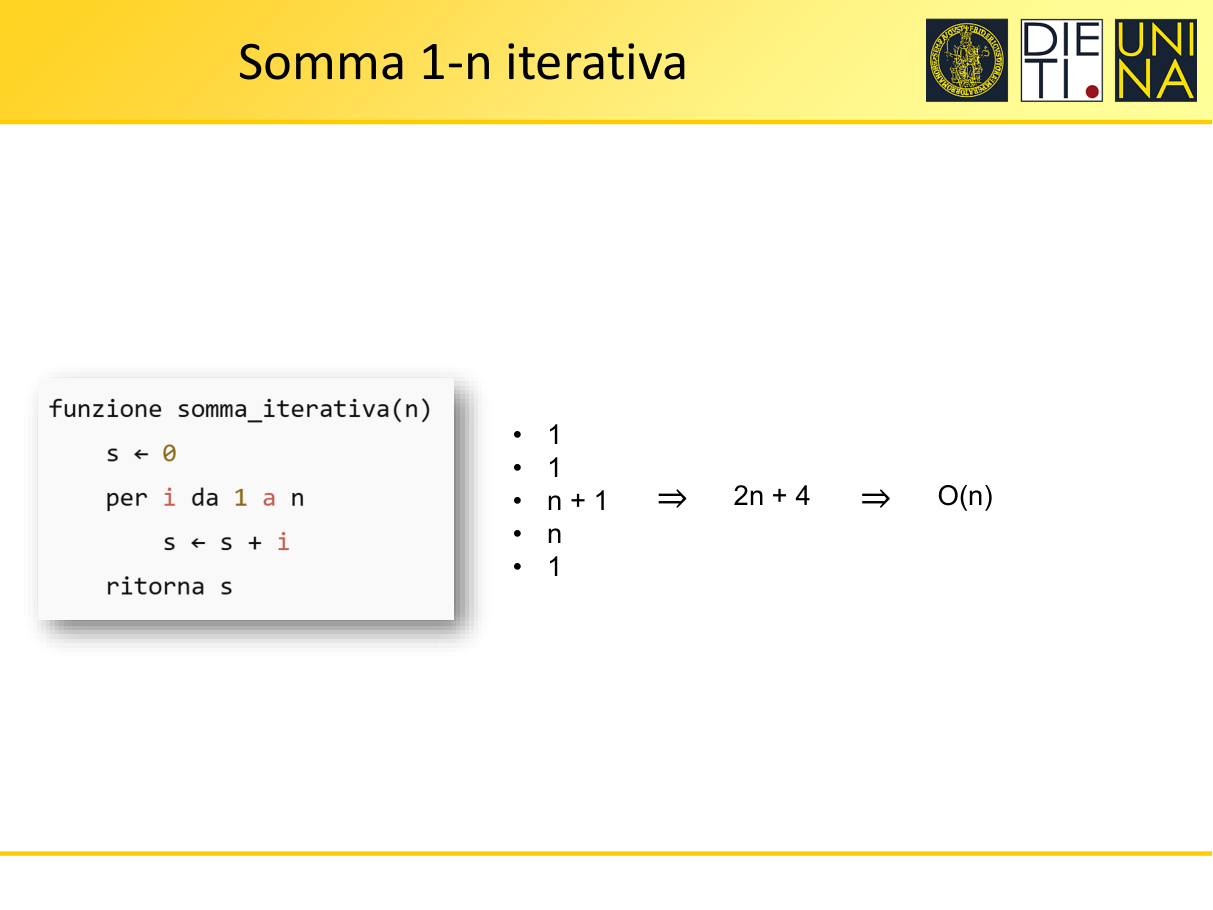 Somma 1-n iterativa
DIE
TI.
UNI
NA
funzione somma_iterativa(n)
s ← 0
per i da 1 a n
s ← s + i
ritorna s
• 1
• 1
• n + 1
• n
• 1
⇒ 2n + 4 ⇒ O(n)